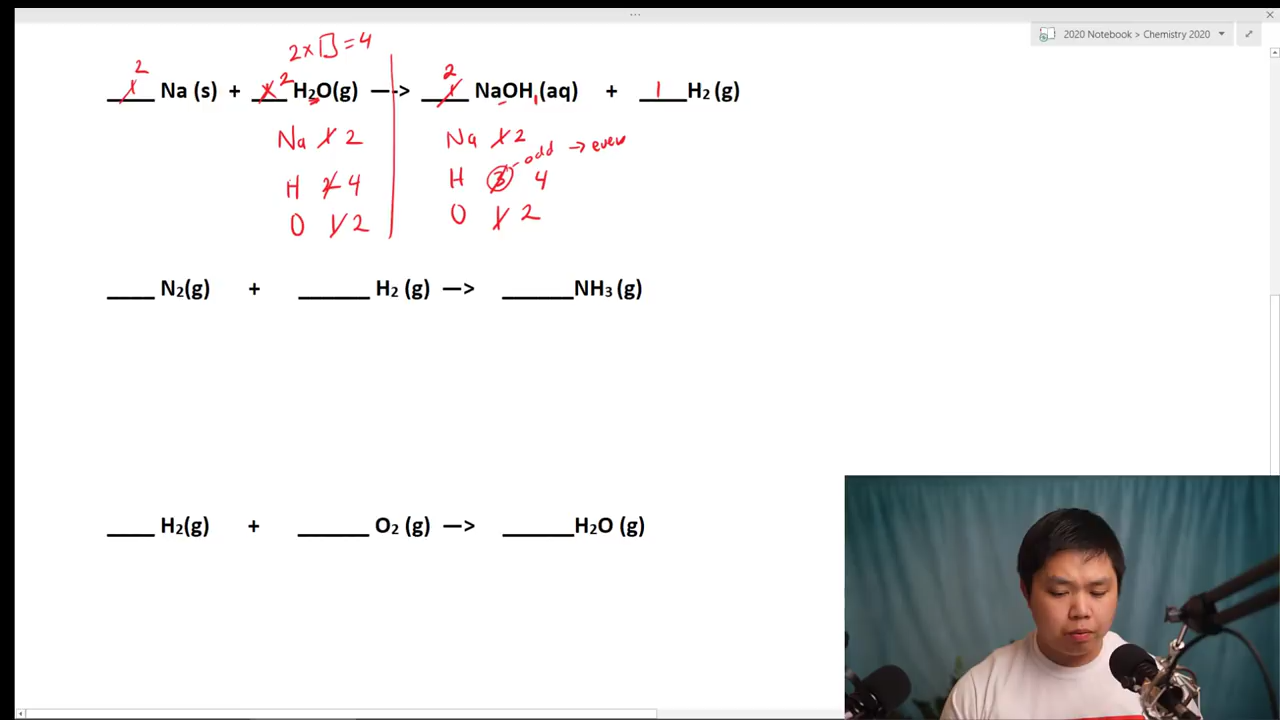 2020 Notebook > Chemistry 2020
2 x □ = 4
2 2 2
1 Na (s) + 1 H2O(g) —-> 1 NaOH1(aq) + 1 H2 (g)
Na 1 2 Na 1 2
odd → even
H 2 4 H 3 4
O 1 2 O 1 2
____ N2(g) + ______ H2 (g) —> ______NH3 (g)
____ H2(g) + ______ O2 (g) —> ______H2O (g)